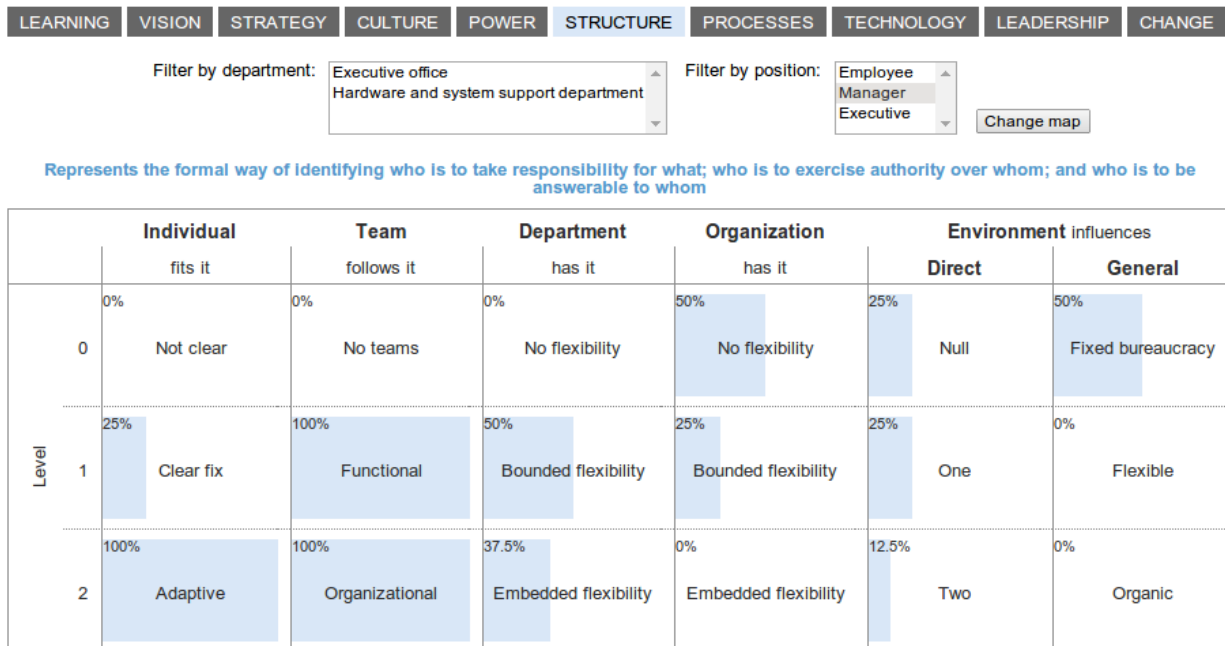 LEARNING VISION STRATEGY CULTURE POWER STRUCTURE PROCESSES TECHNOLOGY LEADERSHIP CHANGE
Filter by department: Executive office Filter by position: Employee
Hardware and system support department Manager
Executive Change map
Represents the formal way of identifying who is to take responsibility for what; who is to exercise authority over whom; and who is to be
answerable to whom
Individual Team Department Organization Environment influences
fits it follows it has it has it Direct General
0% 0% 0% 50% 25% 50%
0 Not clear No teams No flexibility No flexibility Null Fixed bureaucracy
25% 100% 50% 25% 25% 0%
Level 1 Clear fix Functional Bounded flexibility Bounded flexibility One Flexible
100% 100% 37.5% 0% 12.5% 0%
2 Adaptive Organizational Embedded flexibility Embedded flexibility Two Organic